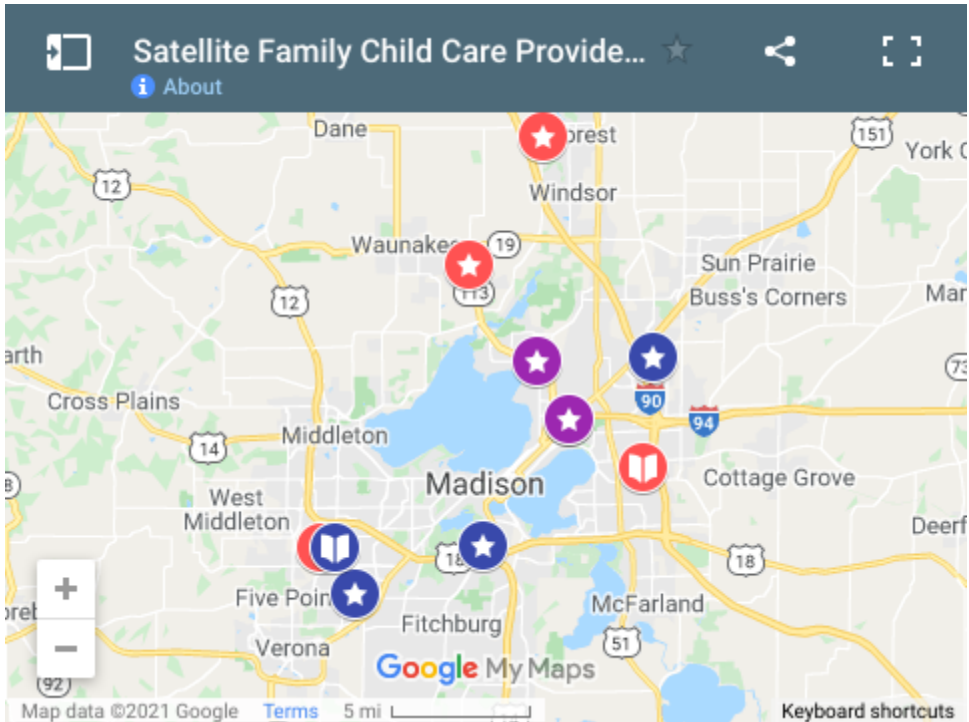 Satellite Family Child Care Provide...
About
Dane
151
York
12
Windsor
Waunakee
19
Sun Prairie
113
Buss's Corners
12
Mar
arth
73
90
Cross Plains
94
Middleton
14
Madison
Cottage Grove
West
Middleton
Deerf
18
18
Five Poin
McFarland
Fitchburg
51
Verona
Google My Maps
92
Map data ©2021 Google Terms 5 mi Keyboard shortcuts